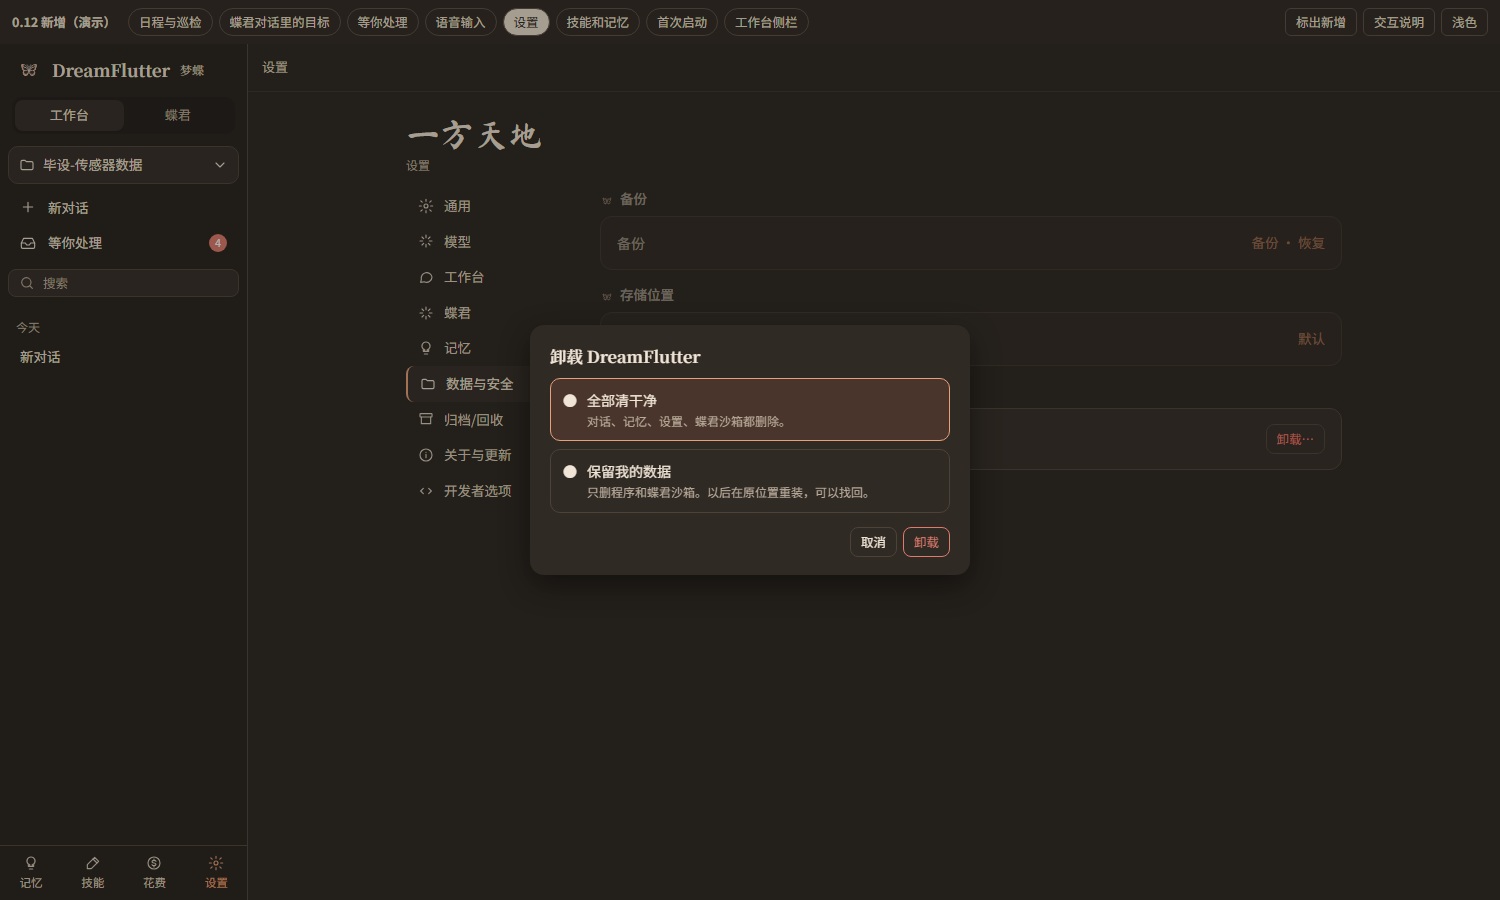 0.12 新增（演示）
日程与巡检
蝶君对话里的目标
等你处理
语音输入
设置
技能和记忆
首次启动
工作台侧栏
标出新增
交互说明
浅色
DreamFlutter 梦蝶
工作台
蝶君
毕设-传感器数据
新对话
等你处理
4
搜索
今天
新对话
记忆
技能
花费
设置
设置
一方天地
设置
通用
模型
工作台
蝶君
记忆
数据与安全
归档/回收
关于与更新
开发者选项
备份
备份
备份 • 恢复
存储位置
默认
卸载…
卸载 DreamFlutter
全部清干净
对话、记忆、设置、蝶君沙箱都删除。
保留我的数据
只删程序和蝶君沙箱。以后在原位置重装，可以找回。
取消
卸载